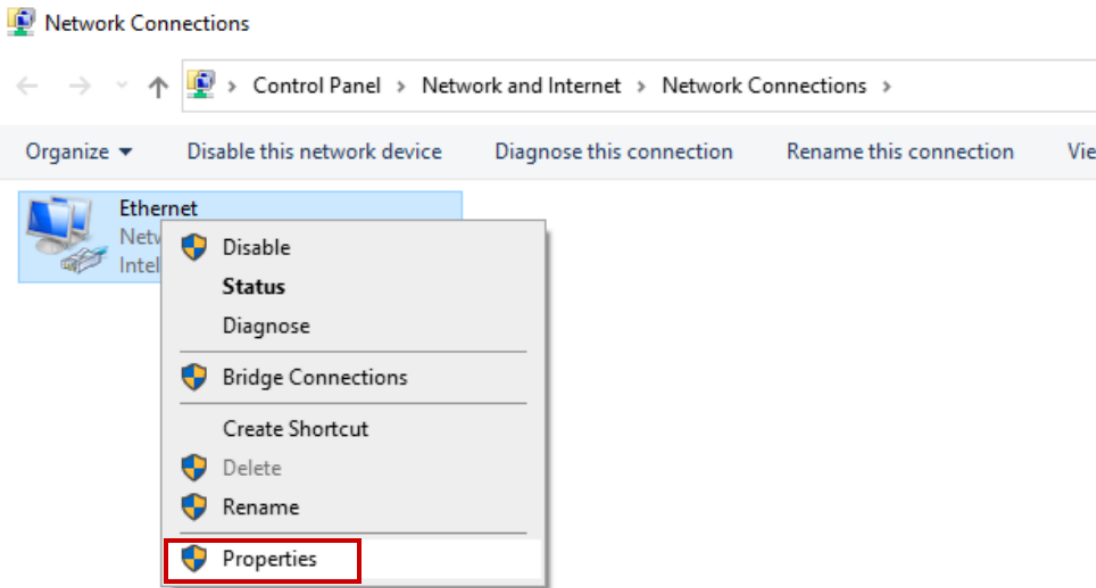 Network Connections
Control Panel > Network and Internet > Network Connections >
Organize Disable this network device Diagnose this connection Rename this connection
Ethernet
Disable
Status
Diagnose
Bridge Connections
Create Shortcut
Delete
Rename
Properties